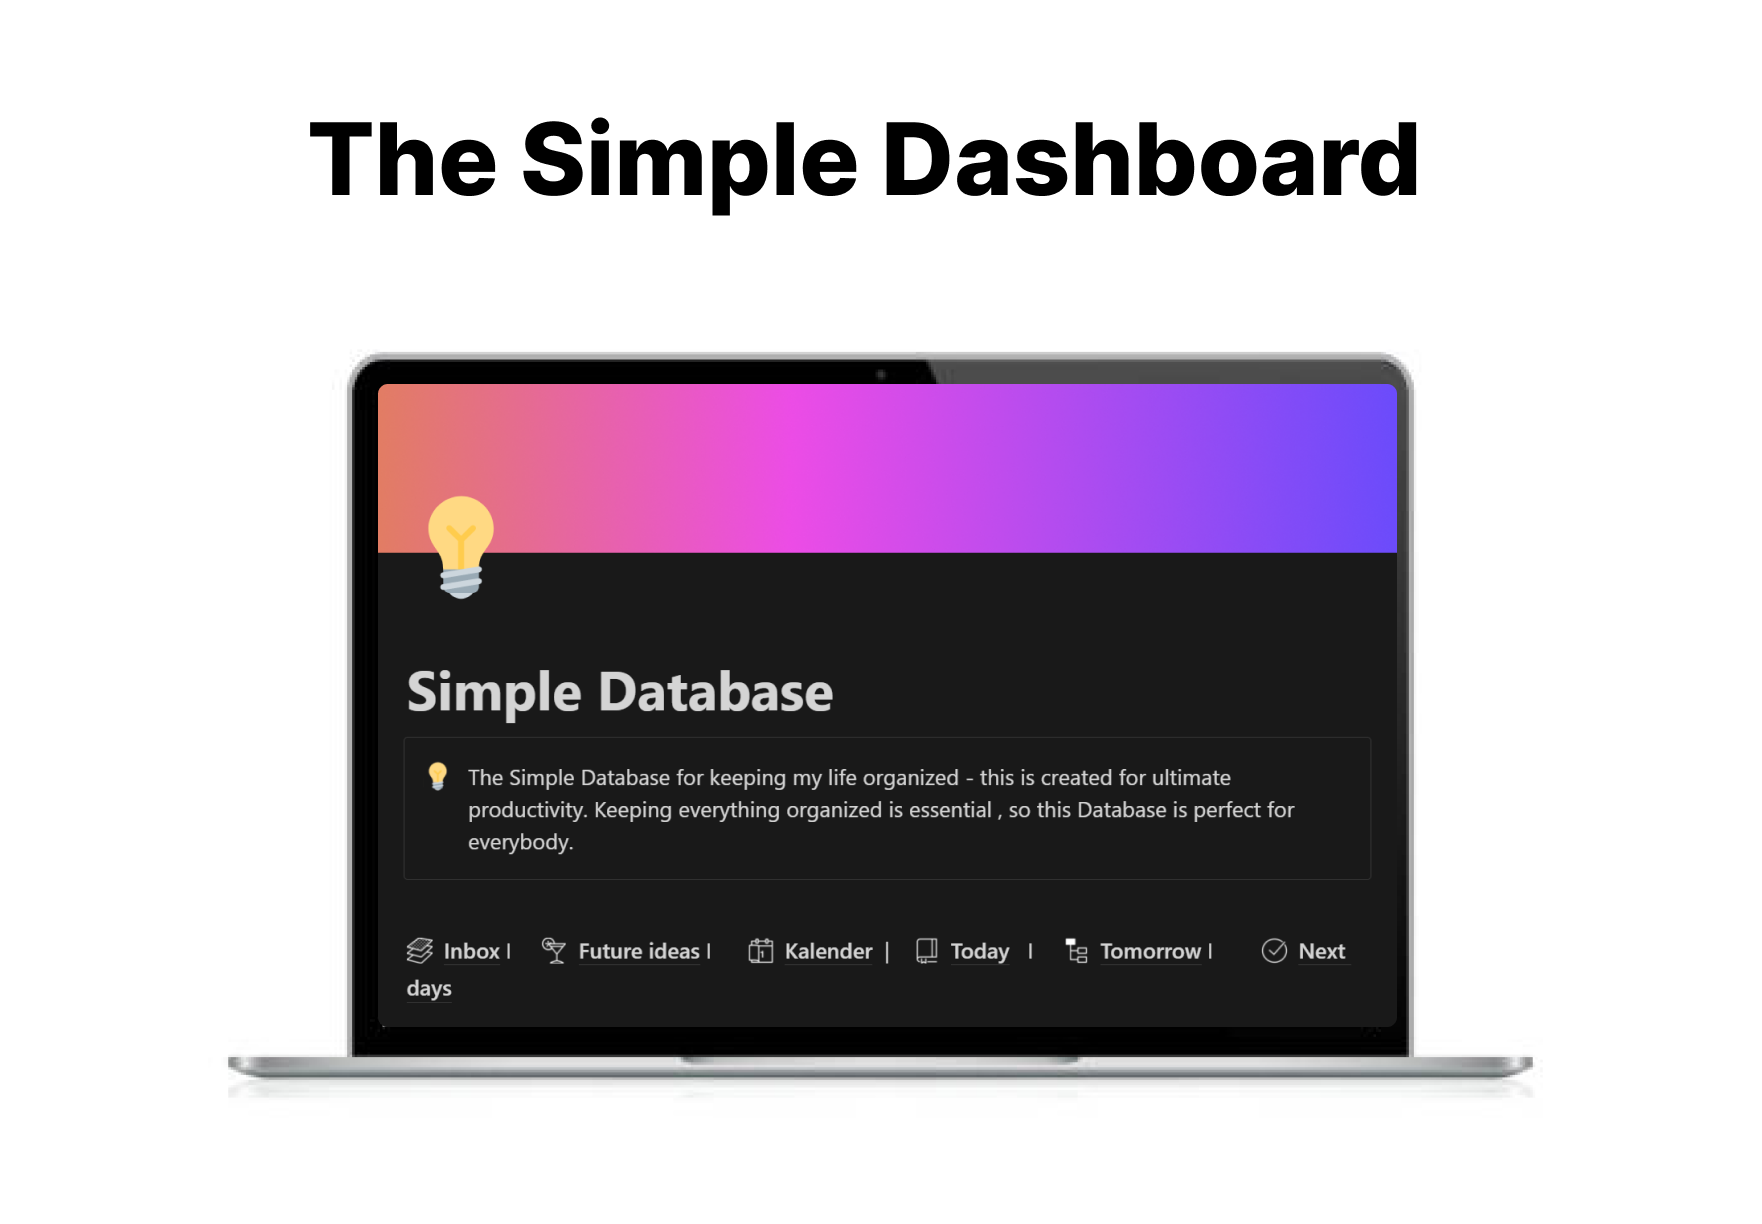 The Simple Dashboard
Simple Database
The Simple Database for keeping my life organized - this is created for ultimate
productivity. Keeping everything organized is essential , so this Database is perfect for
everybody.
Inbox | Future ideas | Kalender | Today | Tomorrow | Next
days